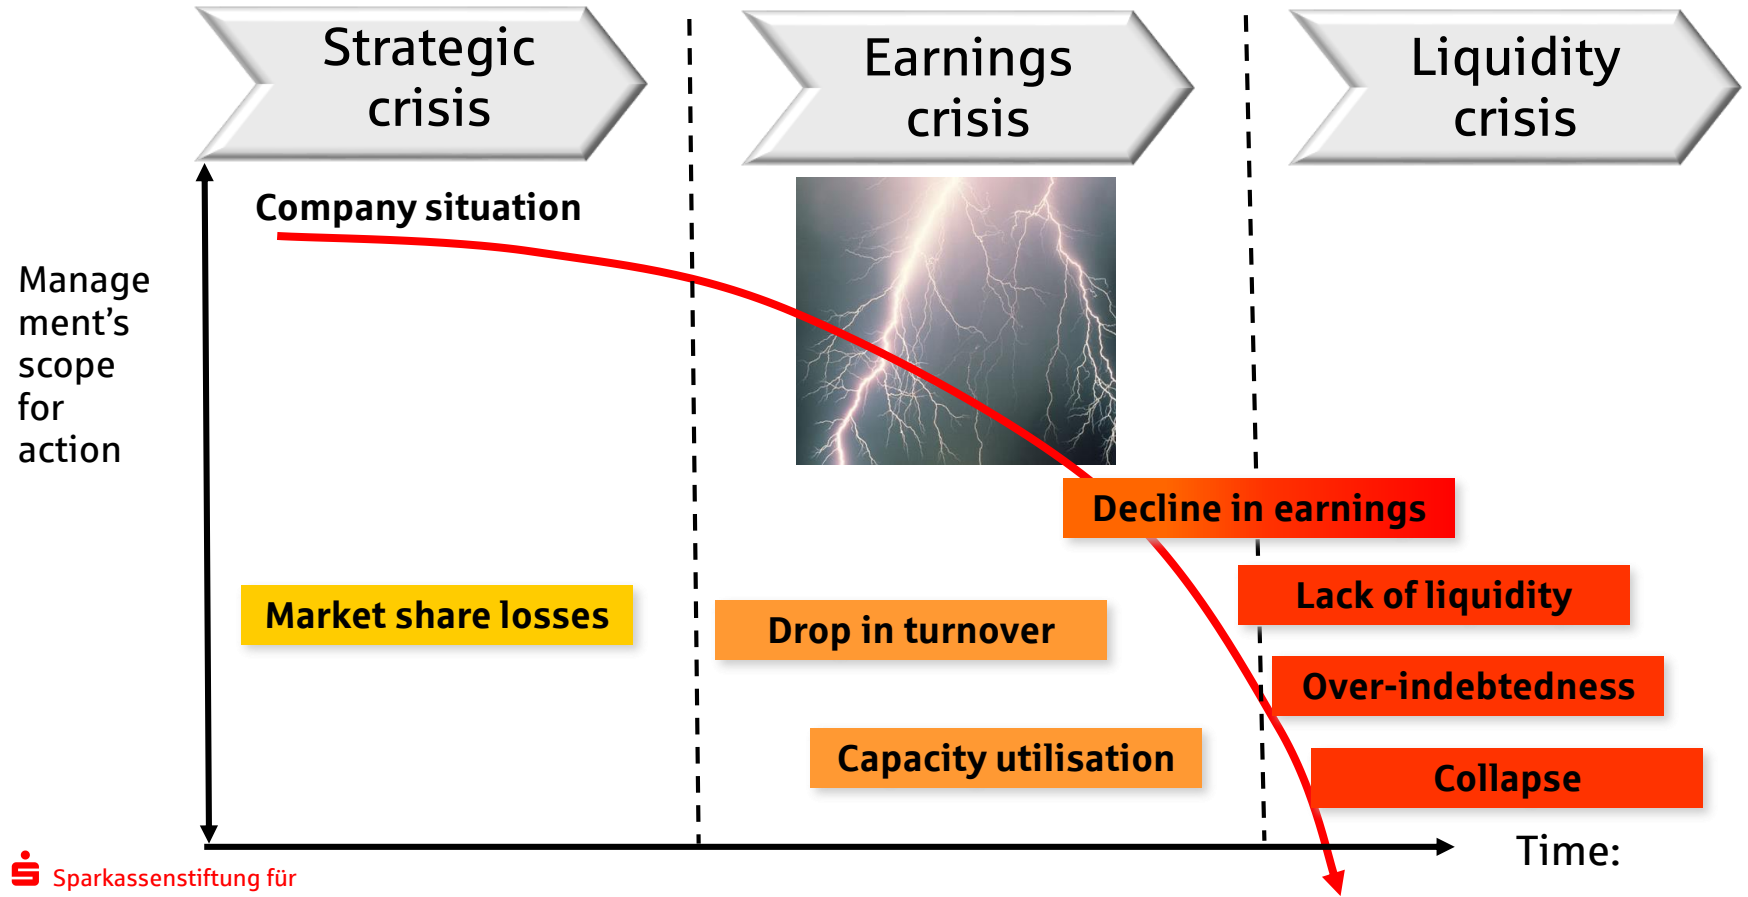 Strategic
crisis
Earnings
crisis
Liquidity
crisis
Company situation
Manage
ment’s
scope
for
action
Decline in earnings
Lack of liquidity
Market share losses
Drop in turnover
Over-indebtedness
Capacity utilisation
Collapse
Time:
Sparkassenstiftung für